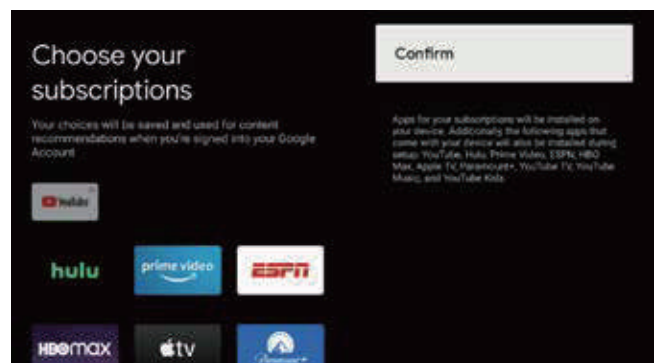 Choose your
subscriptions
Your choices will be saved and used for content
recommendations when you're signed into your Google
Account
YouTube
hulu
prime video
ESPN
HBOmax
tv
Paramount+
Confirm
Apps for your subscriptions will be installed on
your device. Additionally, the following apps that
come with your device will also be installed during
setup: YouTube, Hulu, Prime Video, ESPN, HBO
Max, Apple TV, Paramount+, YouTube TV, YouTube
Music, and YouTube Kids